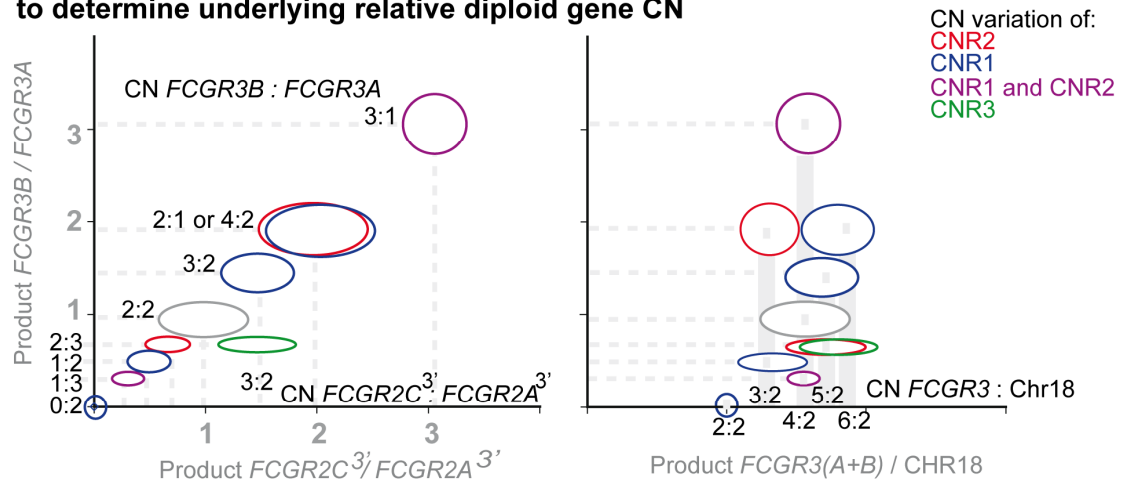 to determine underlying relative diploid gene CN
CN variation of:
CNR2
CNR1
CNR1 and CNR2
CNR3
Product FCGR3B / FCGR3A
CN FCGR3B : FCGR3A
3
2
1
3:1
2:1 or 4:2
3:2
2:2
2:3
1:2
1:3
0:2
3:2
CN FCGR2C3' : FCGR2A3'
1 2 3
Product FCGR2C3'/ FCGR2A3'
CN FCGR3 : Chr18
3:2 5:2
2:2 4:2 6:2
Product FCGR3(A+B) / CHR18